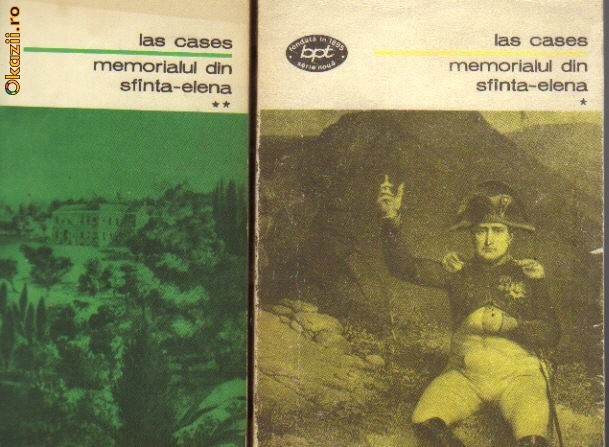 Okazii.ro
las cases
memorialul din
sfînta-elena
**
fondată în 1895
bpt
serie nouă
las cases
memorialul din
sfînta-elena
*